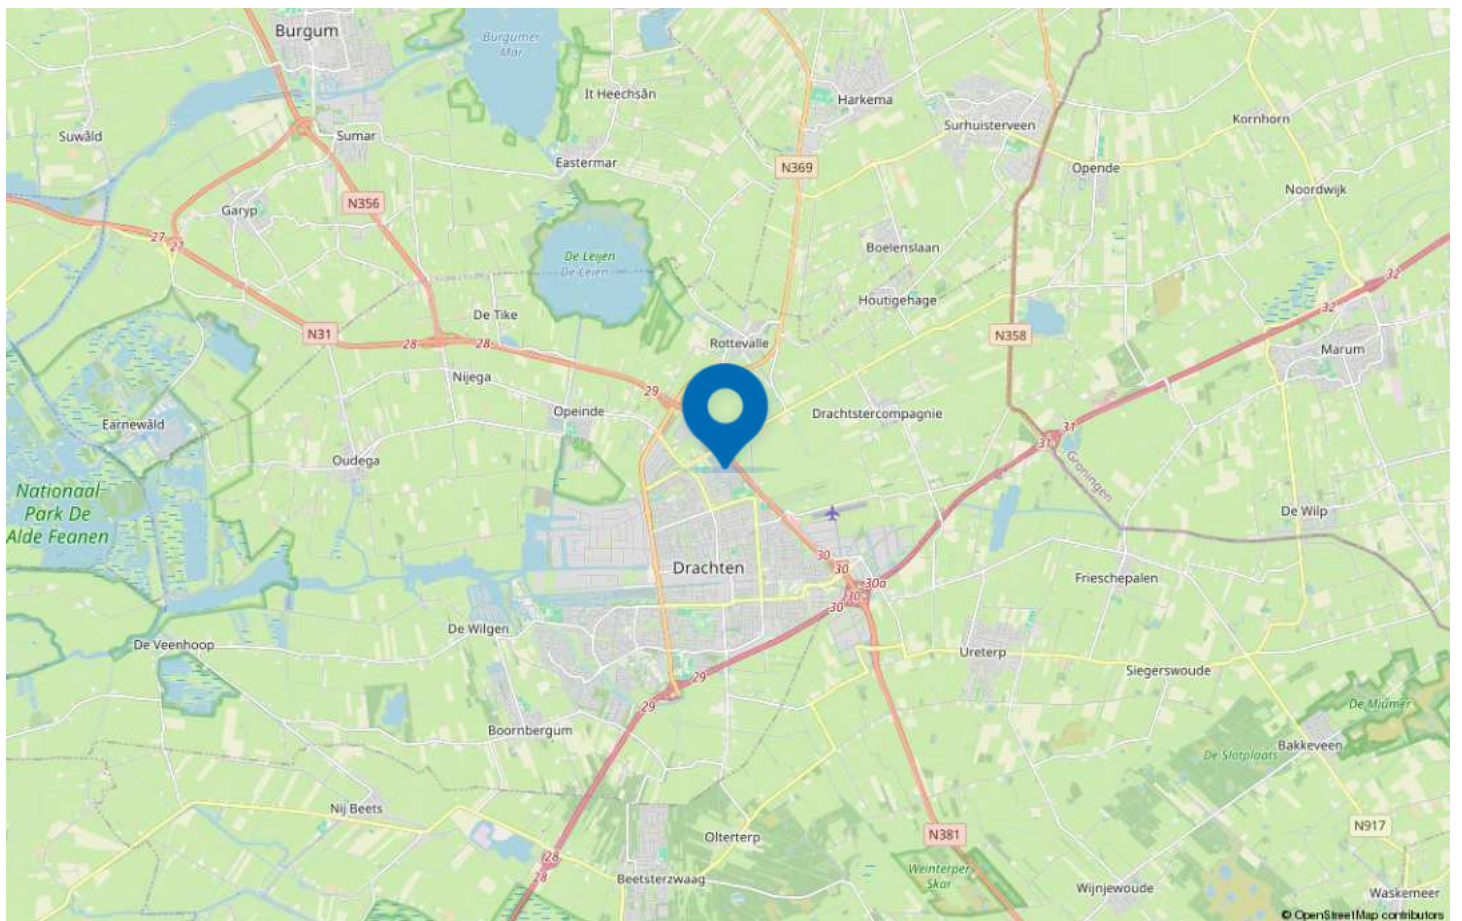 Burgum
Burgumer
Mar
It Heechsân
Harkema
Surhuisterveen
Kornhorn
Suwâld
Sumar
Eastermar
N369
Opende
Noordwijk
N356
Garyp
27
27
De Leijen
De Leien
Boelenslaan
Houtigehage
32
32
De Tike
N31
28
28
Rottevalle
N358
Marum
Nijega
29
Opeinde
Drachtstercompagnie
Earnewâld
31
31
Oudega
Groningen
Nationaal
Park De
Alde Feanen
De Wilp
Drachten
30
30
30a
30
30
Frieschepalen
De Wilgen
De Veenhoop
Ureterp
Siegerswoude
29
29
De Mûmer
Boornbergum
Bakkeveen
De Slotplaats
Nij Beets
Olterterp
N381
N917
28
28
Beetsterzwaag
Weinterper
Skar
Wijnjewoude
Waskemeer
© OpenStreetMap contributors